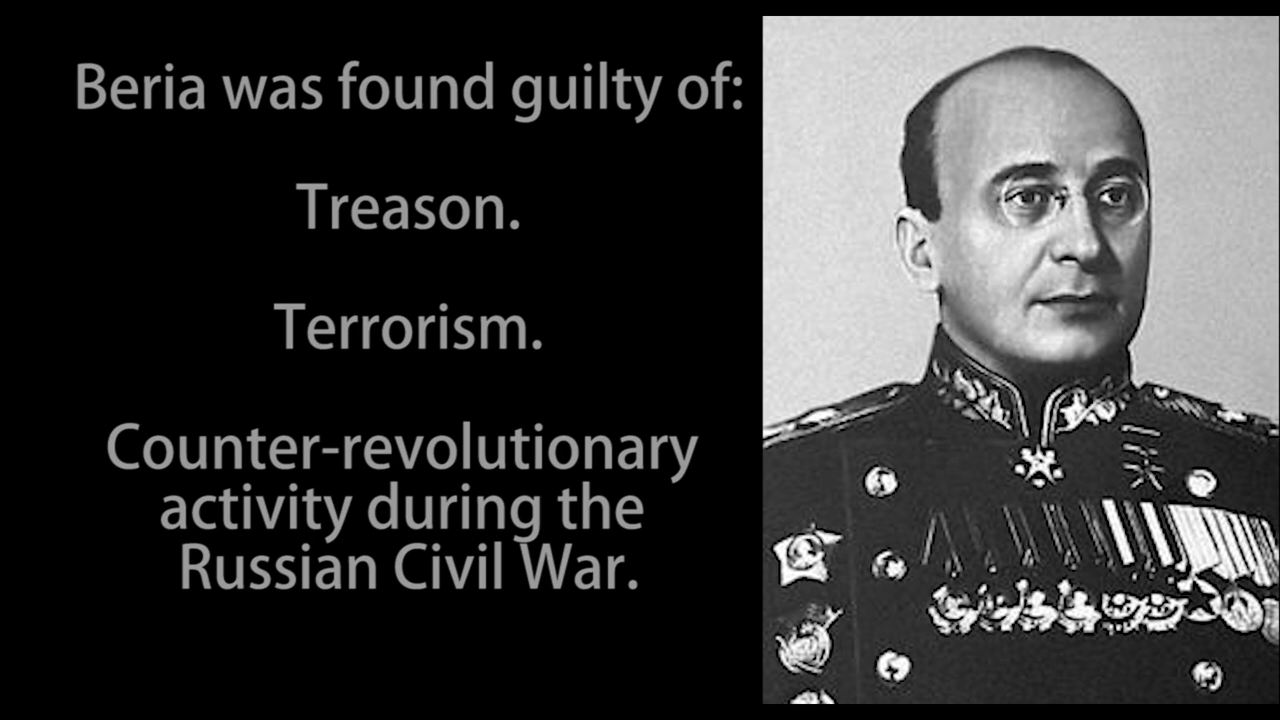 Beria was found guilty of:
Treason.
Terrorism.
Counter-revolutionary
activity during the
Russian Civil War.